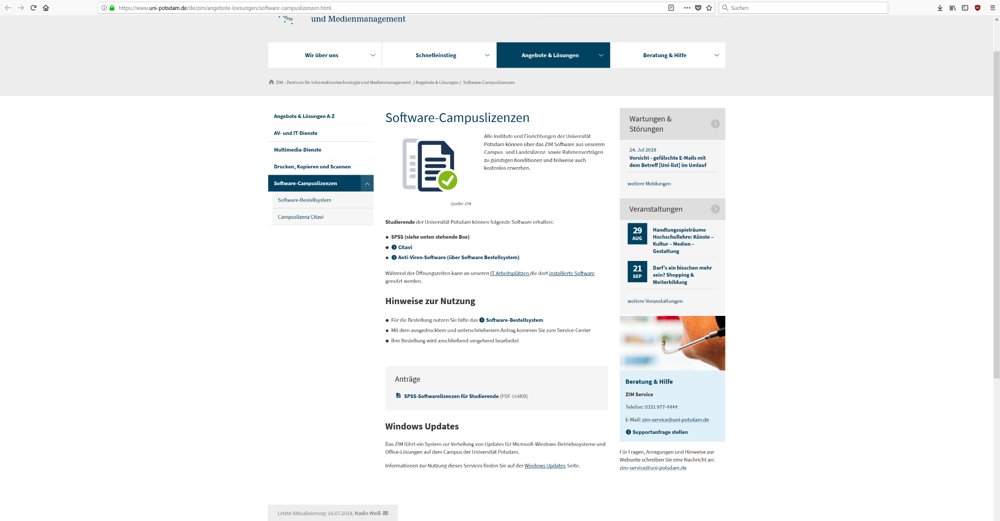 https://www.uni-potsdam.de/de/zim/angebote-loesungen/software-campuslizenzen.html
Suchen
dam
und Medienmanagement
Wir über uns
Schnelleinstieg
Angebote & Lösungen
Beratung & Hilfe
ZIM - Zentrum für Informationstechnologie und Medienmanagement / Angebote & Lösungen / Software-Campuslizenzen
Angebote & Lösungen A-Z
AV- und IT-Dienste
Multimedia-Dienste
Drucken, Kopieren und Scannen
Software-Campuslizenzen
Software-Bestellsystem
Campuslizenz Citavi
Software-Campuslizenzen
Alle Institute und Einrichtungen der Universität
Potsdam können über das ZIM Software aus unserem
Campus- und Landeslizenz- sowie Rahmenverträgen
zu günstigen Konditionen und teilweise auch
kostenlos erwerben.
Quelle: ZIM
Studierende der Universität Potsdam können folgende Software erhalten:
SPSS (siehe unten stehende Box)
Citavi
Anti-Viren-Software (über Software Bestellsystem)
Während der Öffnungszeiten kann an unseren IT-Arbeitsplätzen die dort installierte Software
genutzt werden.
Hinweise zur Nutzung
Für die Bestellung nutzen Sie bitte das Software-Bestellsystem
Mit dem ausgedrucktem und unterschriebenem Antrag kommen Sie zum Service-Center
Ihre Bestellung wird anschließend umgehend bearbeitet
Anträge
SPSS-Softwarelizenzen für Studierende (PDF 554KB)
Windows Updates
Das ZIM führt ein System zur Verteilung von Updates für Microsoft-Windows-Betriebssysteme und
Office-Lösungen auf dem Campus der Universität Potsdam.
Informationen zur Nutzung dieses Services finden Sie auf der Windows Updates-Seite.
Wartungen &
Störungen
24. Jul 2018
Vorsicht - gefälschte E-Mails mit
dem Betreff [Uni-list] im Umlauf
weitere Meldungen
Veranstaltungen
29
AUG
Handlungsspielräume
Hochschullehre: Künste –
Kultur – Medien –
Gestaltung
21
SEP
Darf's ein bisschen mehr
sein? Shopping &
Weiterbildung
weitere Veranstaltungen
Beratung & Hilfe
ZIM Service
Telefon: 0331 977-4444
E-Mail: zim-service@uni-potsdam.de
Supportanfrage stellen
Für Fragen, Anregungen und Hinweise zur
Webseite schreiben Sie eine Nachricht an:
zim-service@uni-potsdam.de
Letzte Aktualisierung: 16.07.2018, Nadin Weiß